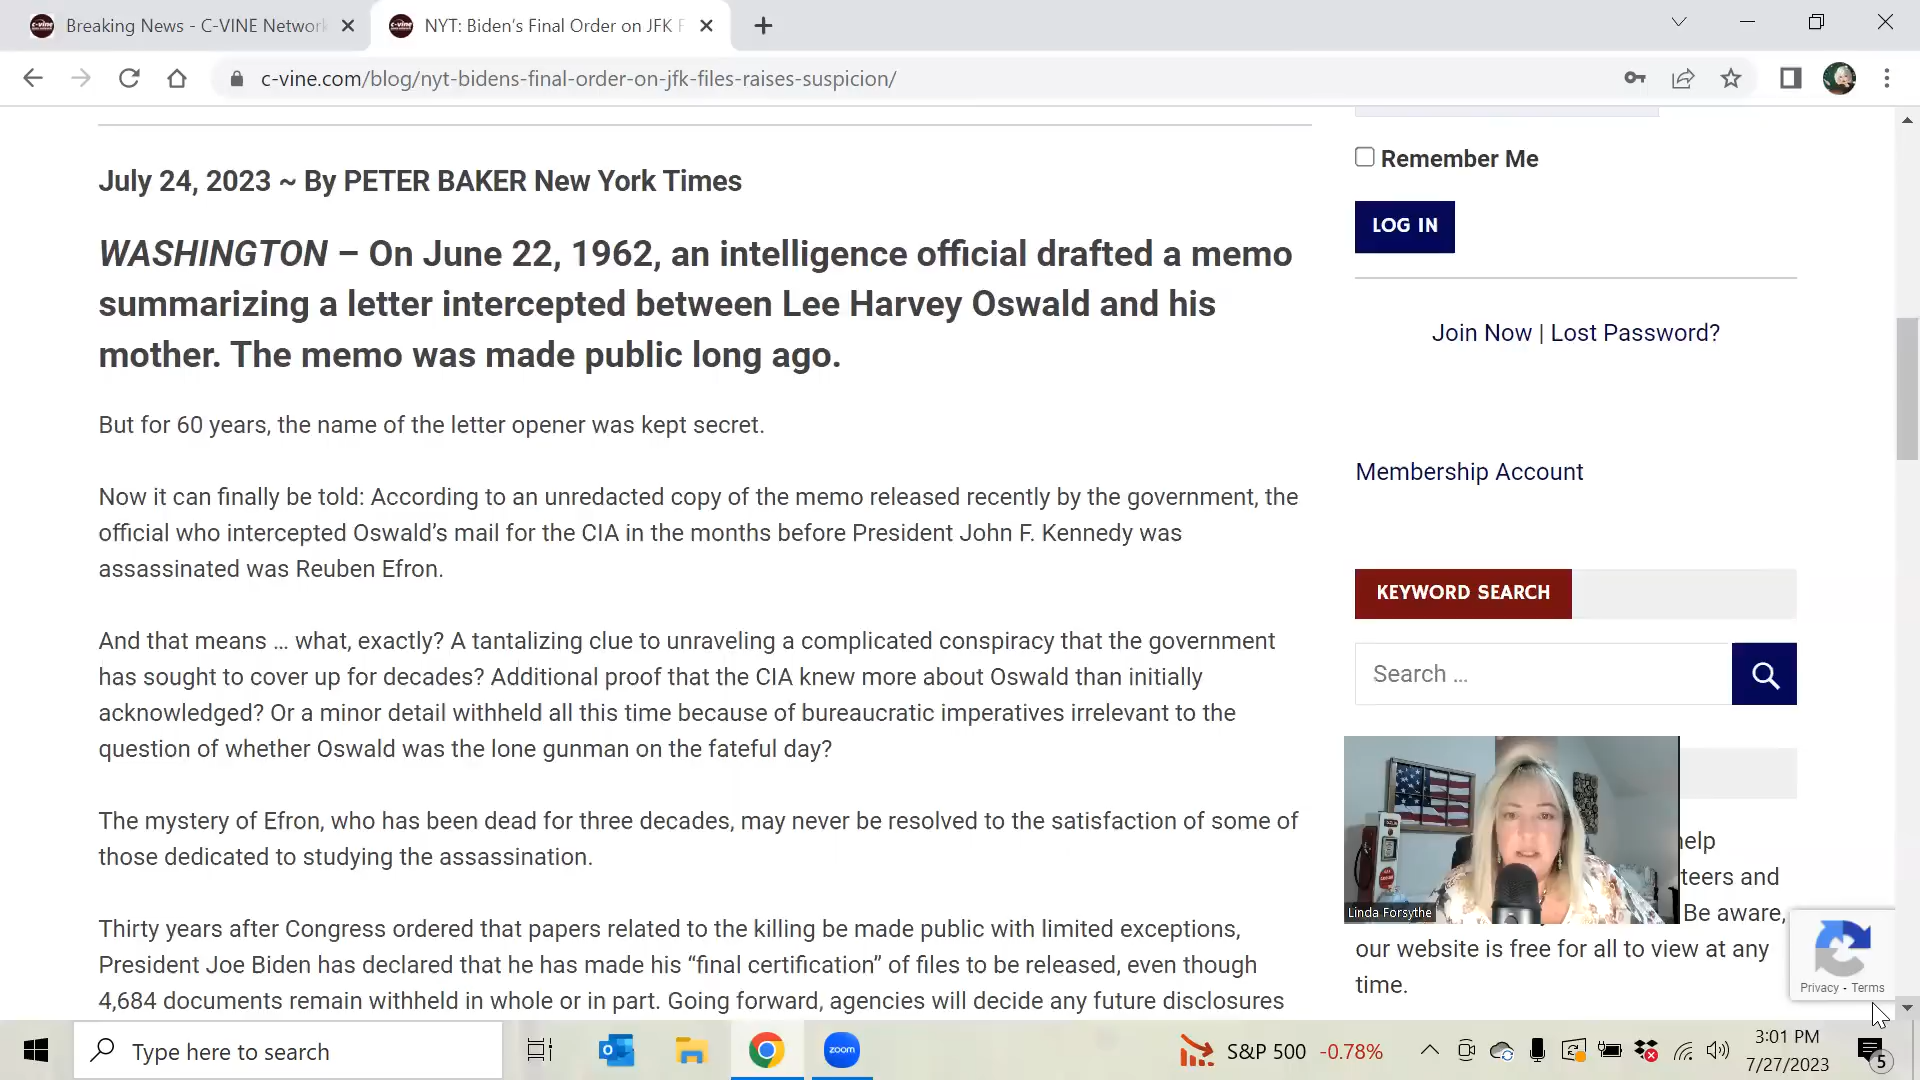 Breaking News - C-VINE Network
NYT: Biden's Final Order on JFK F
c-vine.com/blog/nyt-bidens-final-order-on-jfk-files-raises-suspicion/
July 24, 2023 ~ By PETER BAKER New York Times
WASHINGTON – On June 22, 1962, an intelligence official drafted a memo
summarizing a letter intercepted between Lee Harvey Oswald and his
mother. The memo was made public long ago.
But for 60 years, the name of the letter opener was kept secret.
Now it can finally be told: According to an unredacted copy of the memo released recently by the government, the
official who intercepted Oswald's mail for the CIA in the months before President John F. Kennedy was
assassinated was Reuben Efron.
And that means … what, exactly? A tantalizing clue to unraveling a complicated conspiracy that the government
has sought to cover up for decades? Additional proof that the CIA knew more about Oswald than initially
acknowledged? Or a minor detail withheld all this time because of bureaucratic imperatives irrelevant to the
question of whether Oswald was the lone gunman on the fateful day?
The mystery of Efron, who has been dead for three decades, may never be resolved to the satisfaction of some of
those dedicated to studying the assassination.
Thirty years after Congress ordered that papers related to the killing be made public with limited exceptions,
President Joe Biden has declared that he has made his “final certification” of files to be released, even though
4,684 documents remain withheld in whole or in part. Going forward, agencies will decide any future disclosures
Remember Me
LOG IN
Join Now | Lost Password?
Membership Account
KEYWORD SEARCH
Search ...
help
teers and
Be aware,
our website is free for all to view at any
time.
Linda Forsythe
Privacy - Terms
Type here to search
zoom
S&P 500 -0.78%
3:01 PM
7/27/2023
5